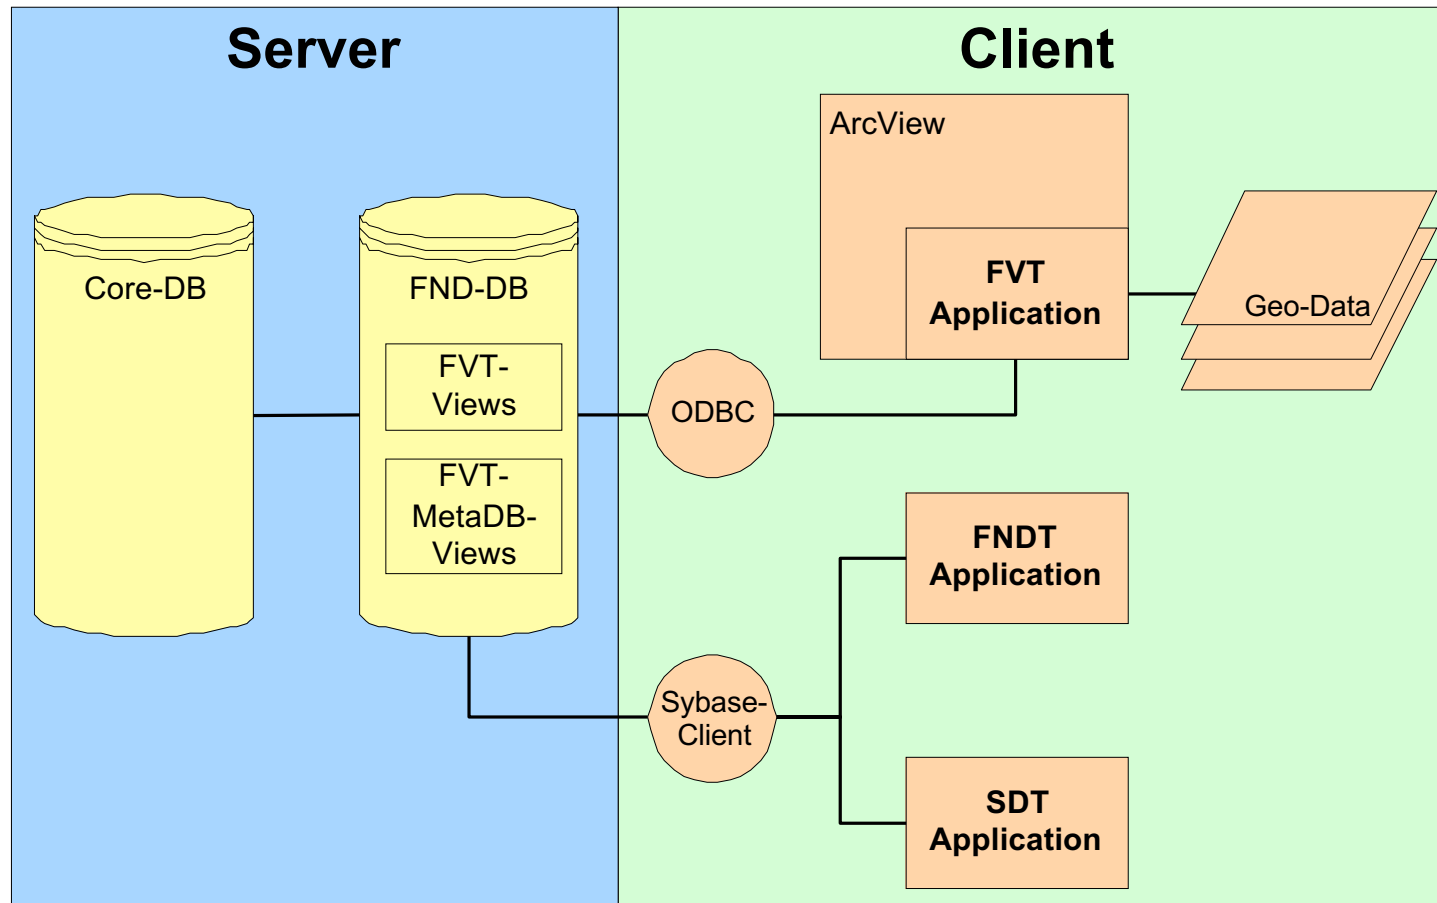 Server
Client
ArcView
Core-DB
FND-DB
FVT
Application
Geo-Data
FVT-
Views
ODBC
FVT-
MetaDB-
Views
FNDT
Application
Sybase-
Client
SDT
Application